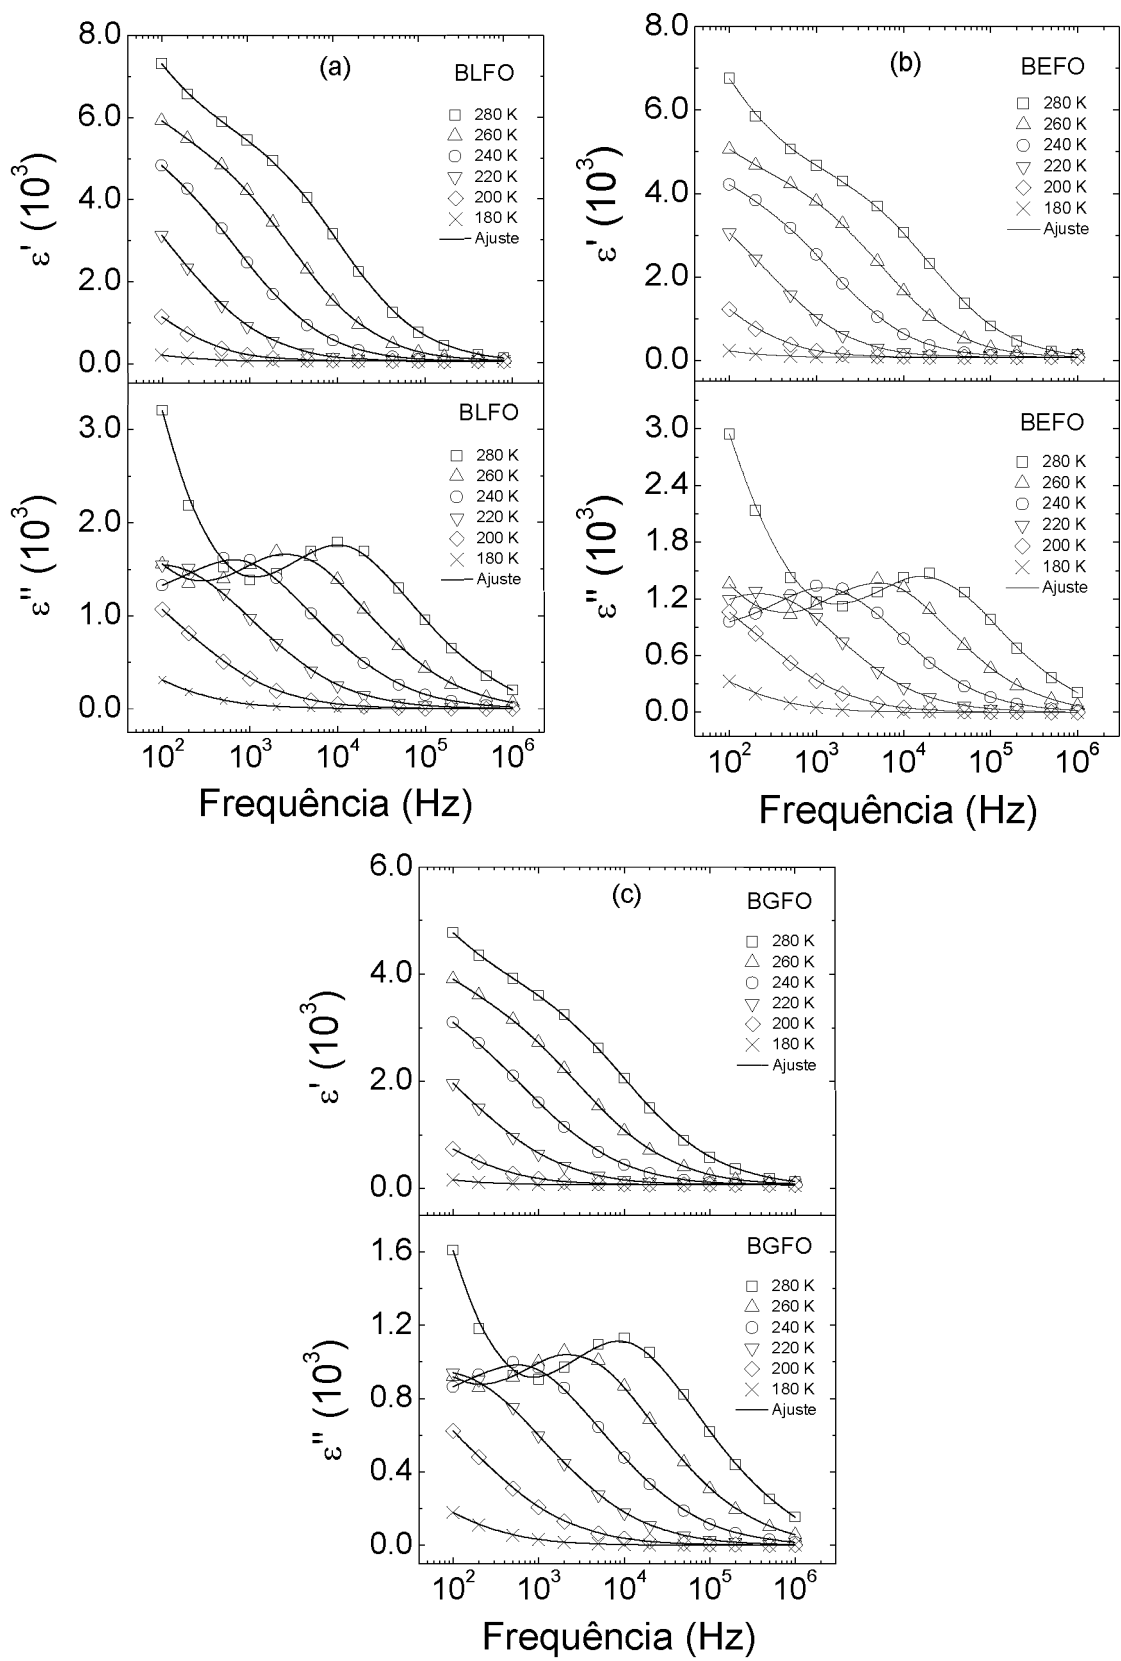 (a)
BLFO
8.0
6.0
4.0
2.0
0.0
ε' (10³)
280 K
260 K
240 K
220 K
200 K
180 K
Ajuste
BLFO
3.0
2.0
1.0
0.0
ε'' (10³)
280 K
260 K
240 K
220 K
200 K
180 K
Ajuste
10² 10³ 10⁴ 10⁵ 10⁶
Frequência (Hz)
(b)
BEFO
8.0
6.0
4.0
2.0
0.0
ε' (10³)
280 K
260 K
240 K
220 K
200 K
180 K
Ajuste
BEFO
3.0
2.4
1.8
1.2
0.6
0.0
ε'' (10³)
280 K
260 K
240 K
220 K
200 K
180 K
Ajuste
10² 10³ 10⁴ 10⁵ 10⁶
Frequência (Hz)
(c)
BGFO
6.0
4.0
2.0
0.0
ε' (10³)
280 K
260 K
240 K
220 K
200 K
180 K
Ajuste
BGFO
1.6
1.2
0.8
0.4
0.0
ε'' (10³)
280 K
260 K
240 K
220 K
200 K
180 K
Ajuste
10² 10³ 10⁴ 10⁵ 10⁶
Frequência (Hz)